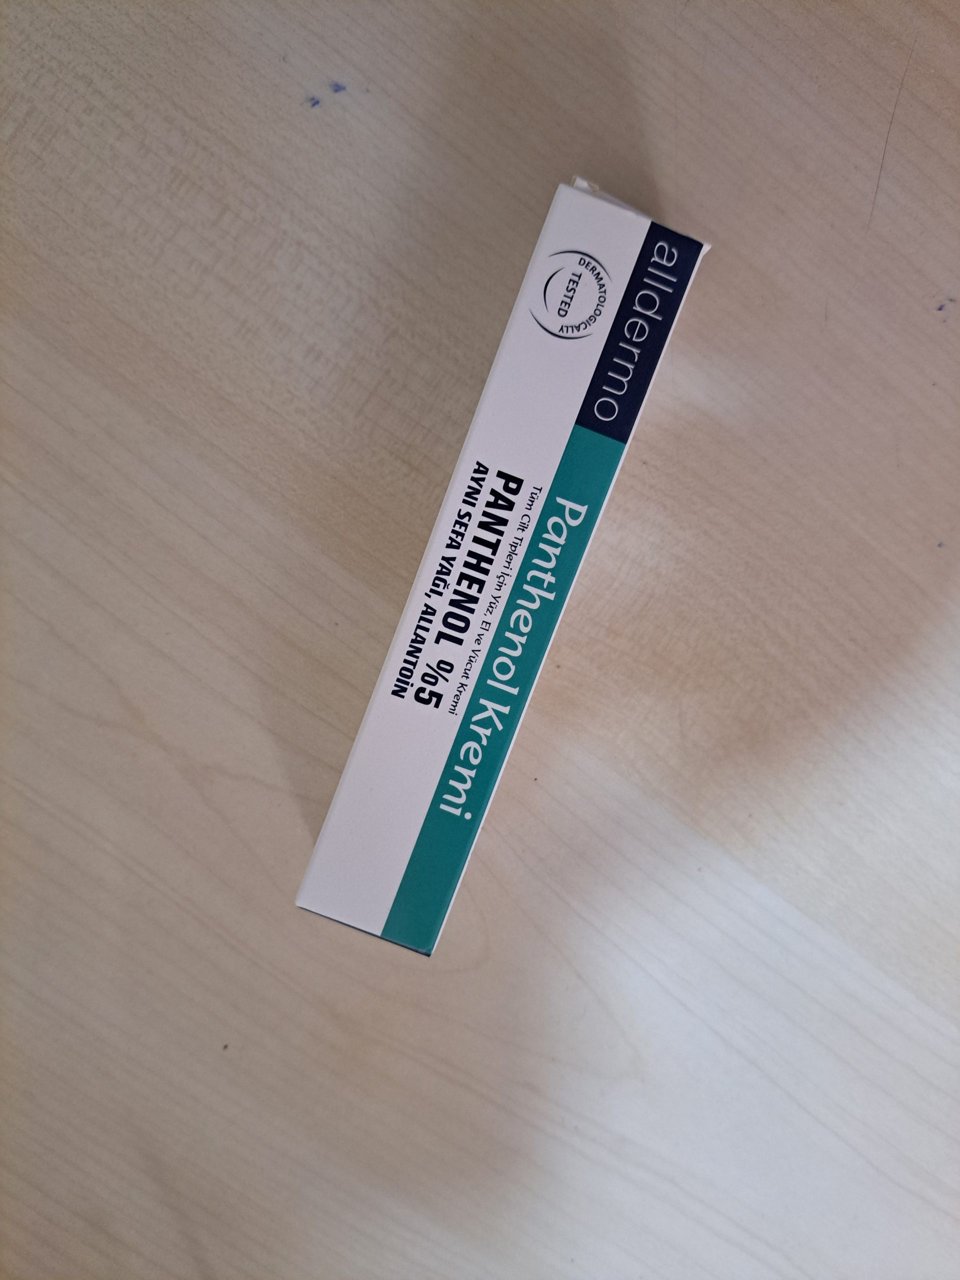 alldermo
Panthenol Kremi
Tüm Cilt Tipleri İçin Yüz, El ve Vücut Kremi
PANTHENOL %5
AYNI SEFA YAĞI, ALLANTOİN
DERMATOLOGICALLY
TESTED